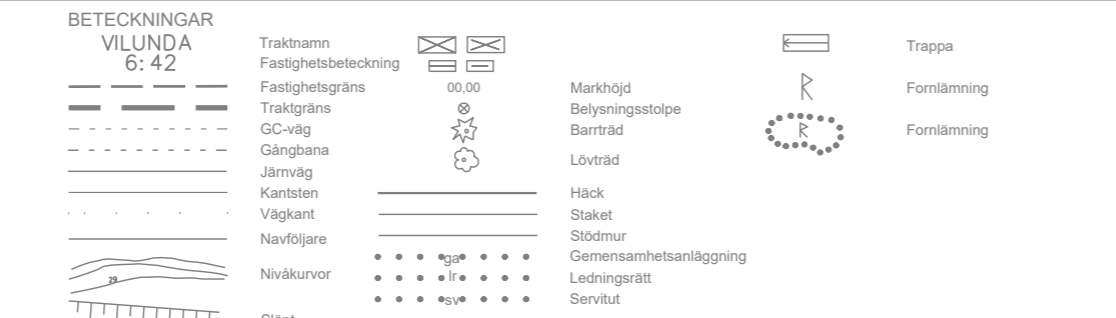 BETECKNINGAR
VILUNDA
6:42
Traktnamn
Fastighetsbeteckning
Fastighetsgräns
Traktgräns
GC-väg
Gångbana
Järnväg
Kantsten
Vägkant
Navföljare
29
Nivåkurvor
00,00
Markhöjd
Belysningsstolpe
Barrträd
Lövträd
Häck
Staket
Stödmur
ga
Gemensamhetsanläggning
lr
Ledningsrätt
sv
Servitut
Trappa
R
Fornlämning
R
Fornlämning